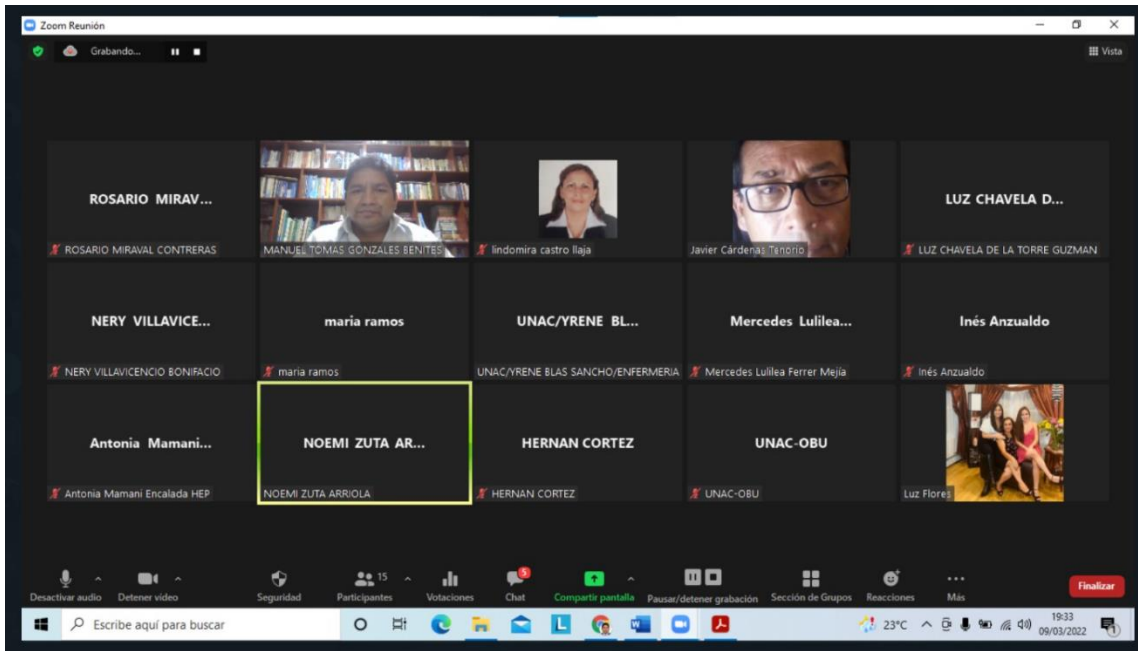 Zoom Reunión
Grabando...
Vista
ROSARIO MIRAV...
ROSARIO MIRAVAL CONTRERAS
MANUEL TOMAS GONZALES BENITES
lindomira castro llaja
Javier Cárdenas Tenorio
LUZ CHAVELA D...
LUZ CHAVELA DE LA TORRE GUZMAN
NERY VILLAVICE...
NERY VILLAVICENCIO BONIFACIO
maria ramos
maria ramos
UNAC/YRENE BL...
UNAC/YRENE BLAS SANCHO/ENFERMERIA
Mercedes Lulilea...
Mercedes Lulilea Ferrer Mejía
Inés Anzualdo
Inés Anzualdo
Antonia Mamani...
Antonia Mamani Encalada HEP
NOEMI ZUTA AR...
NOEMI ZUTA ARRIOLA
HERNAN CORTEZ
HERNAN CORTEZ
UNAC-OBU
UNAC-OBU
Luz Flores
Desactivar audio
Detener video
Seguridad
15
Participantes
Votaciones
5
Chat
Compartir pantalla
Pausar/detener grabación
Sección de Grupos
Reacciones
Más
Finalizar
Escribe aquí para buscar
23°C
19:33
09/03/2022
1